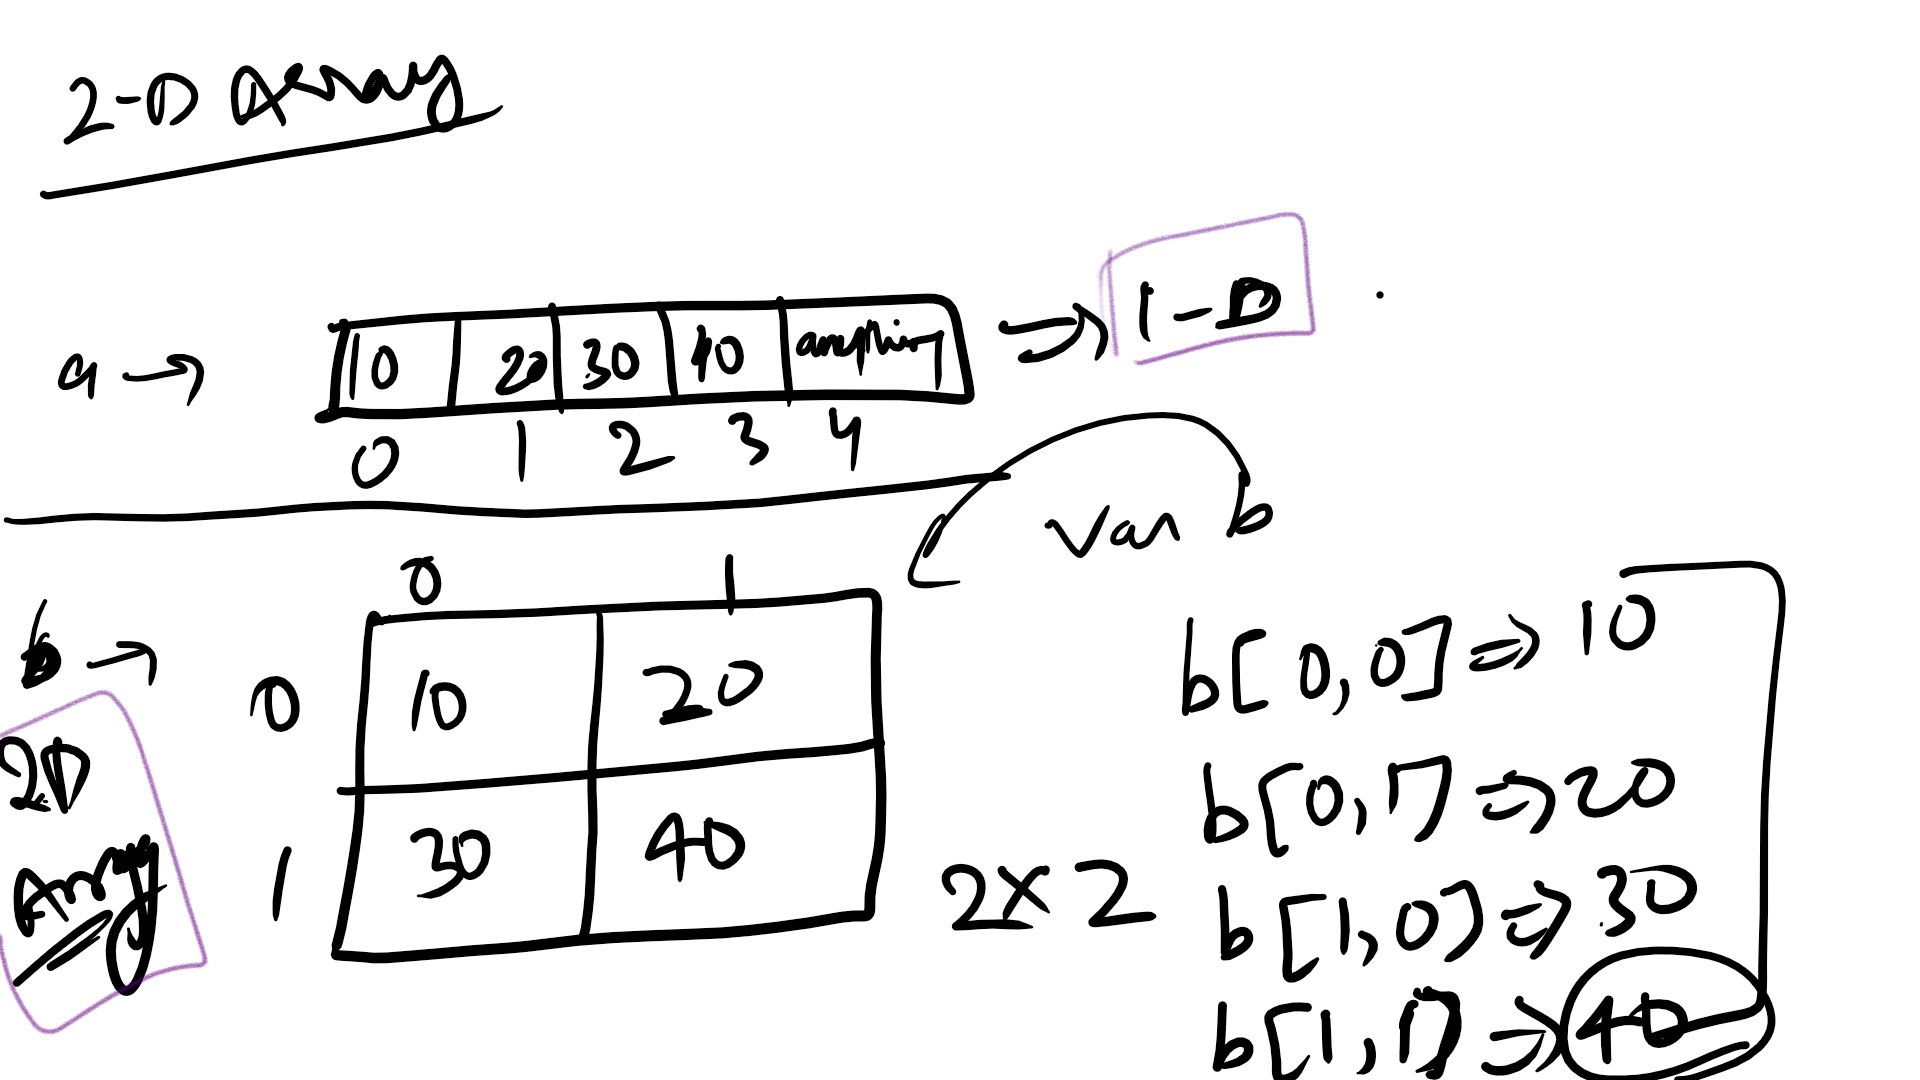 2-D Array
a → 10 20 30 40 anything → 1-D
0 1 2 3 4
Var b
0 1
b → 0 10 20
1 30 40
2D
Array
2x2
b[0,0] ⇒ 10
b[0,1] ⇒ 20
b[1,0] ⇒ 30
b[1,1] ⇒ 40